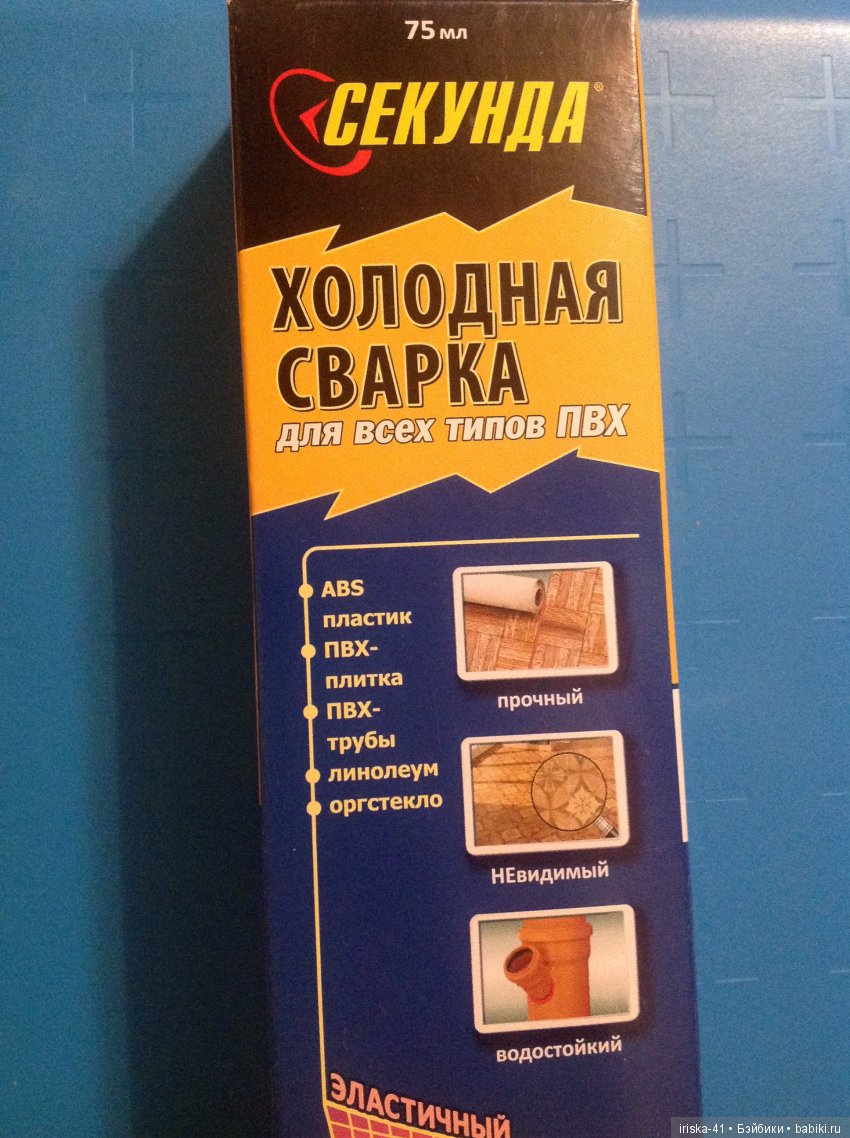 75 мл
СЕКУНДА®
ХОЛОДНАЯ
СВАРКА
для всех типов ПВХ
ABS
пластик
ПВХ-
плитка
ПВХ-
трубы
линолеум
оргстекло
прочный
НЕвидимый
водостойкий
ЭЛАСТИЧНЫЙ
iriska-41 • Бэйбики • babiki.ru